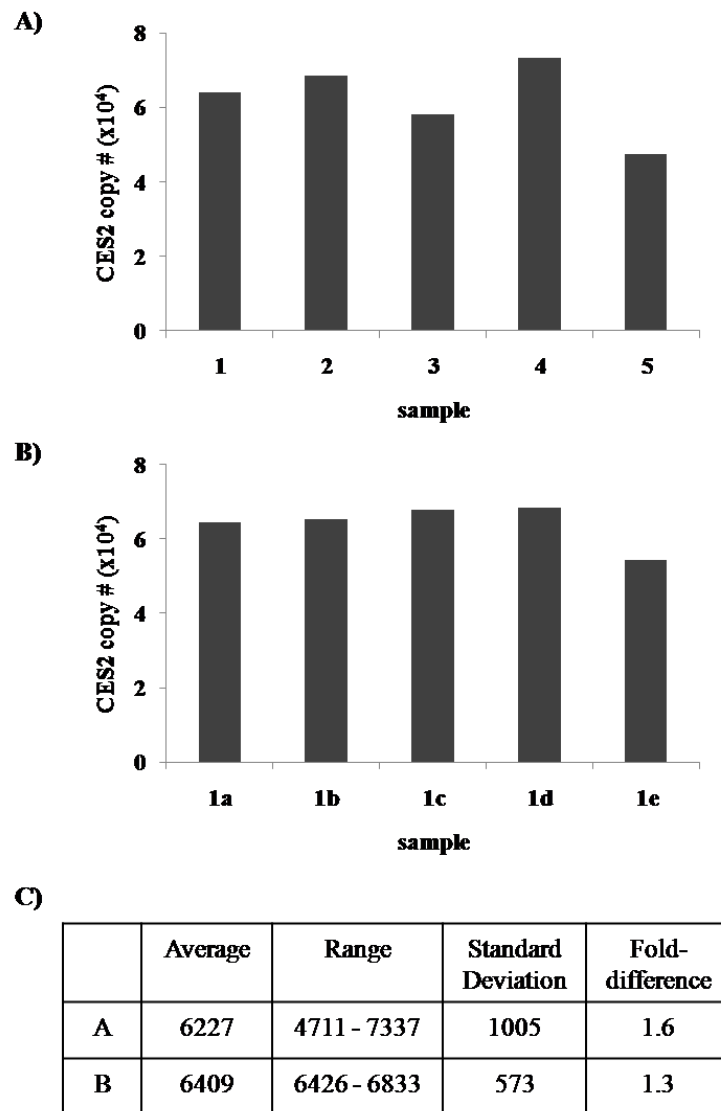 A)
CES2 copy # (x10⁴)
8
6
4
2
0
1 2 3 4 5
sample
B)
CES2 copy # (x10⁴)
8
6
4
2
0
1a 1b 1c 1d 1e
sample
C)
Average Range Standard Deviation Fold-difference
A 6227 4711 - 7337 1005 1.6
B 6409 6426 - 6833 573 1.3